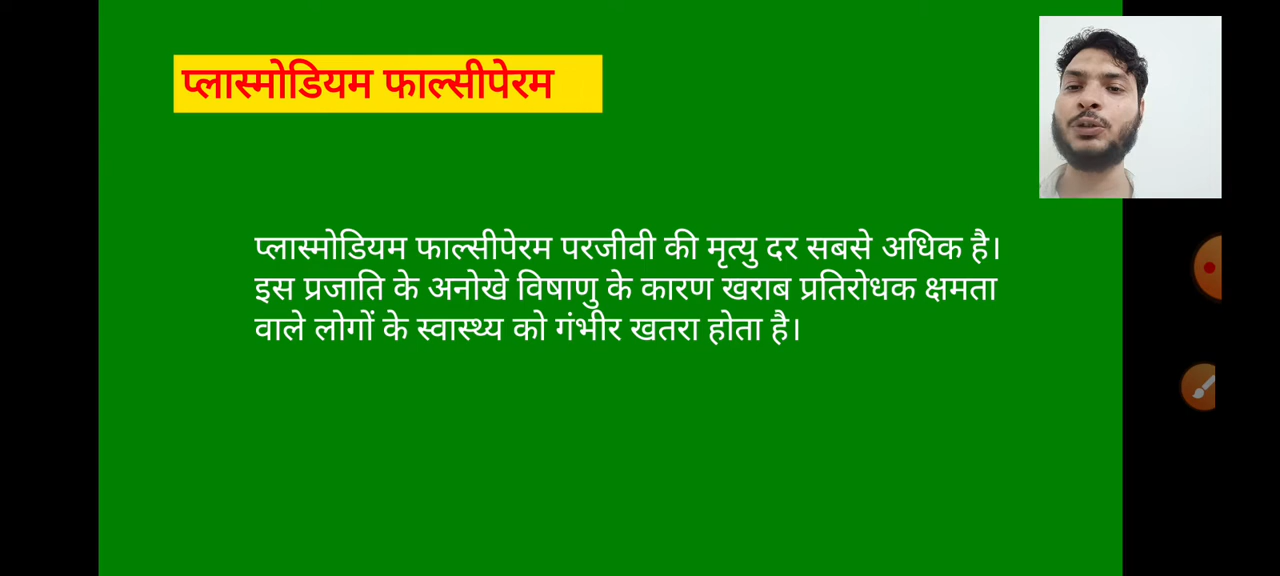 प्लास्मोडियम फाल्सीपेरम
प्लास्मोडियम फाल्सीपेरम परजीवी की मृत्यु दर सबसे अधिक है।
इस प्रजाति के अनोखे विषाणु के कारण खराब प्रतिरोधक क्षमता
वाले लोगों के स्वास्थ्य को गंभीर खतरा होता है।